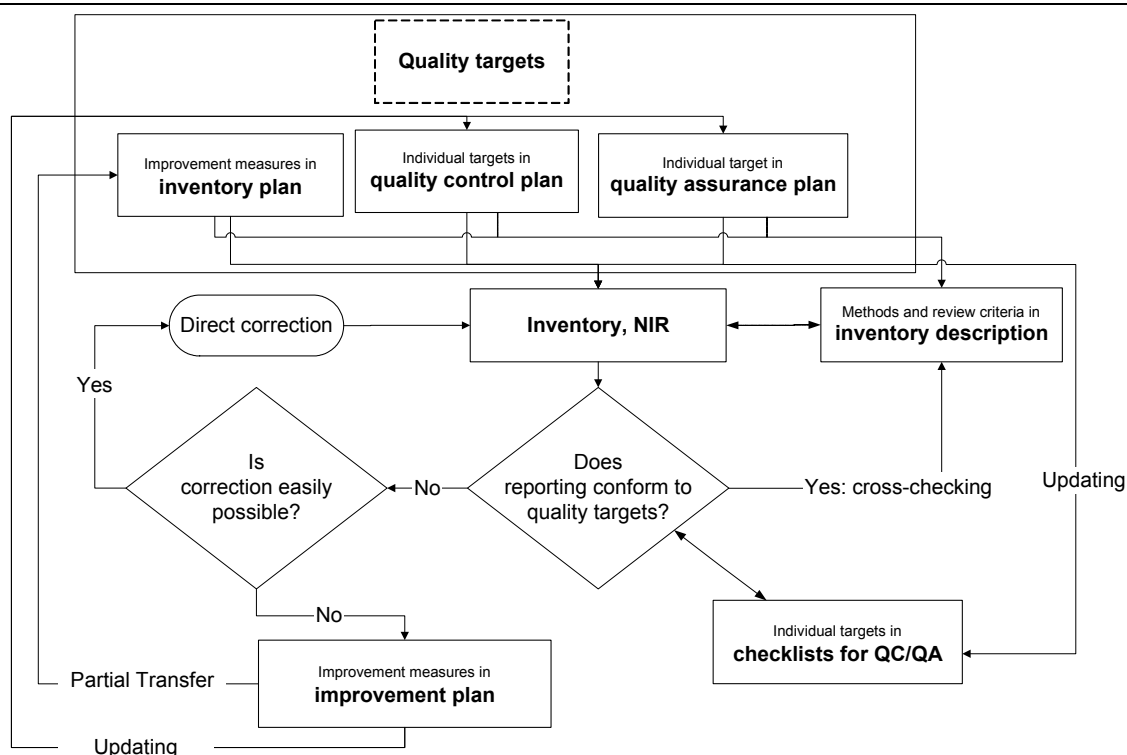 Quality targets
Improvement measures in
inventory plan
Individual targets in
quality control plan
Individual target in
quality assurance plan
Direct correction
Inventory, NIR
Methods and review criteria in
inventory description
Yes
Is
correction easily
possible?
No
Does
reporting conform to
quality targets?
Yes: cross-checking
Updating
No
Individual targets in
checklists for QC/QA
Partial Transfer
Improvement measures in
improvement plan
Updating